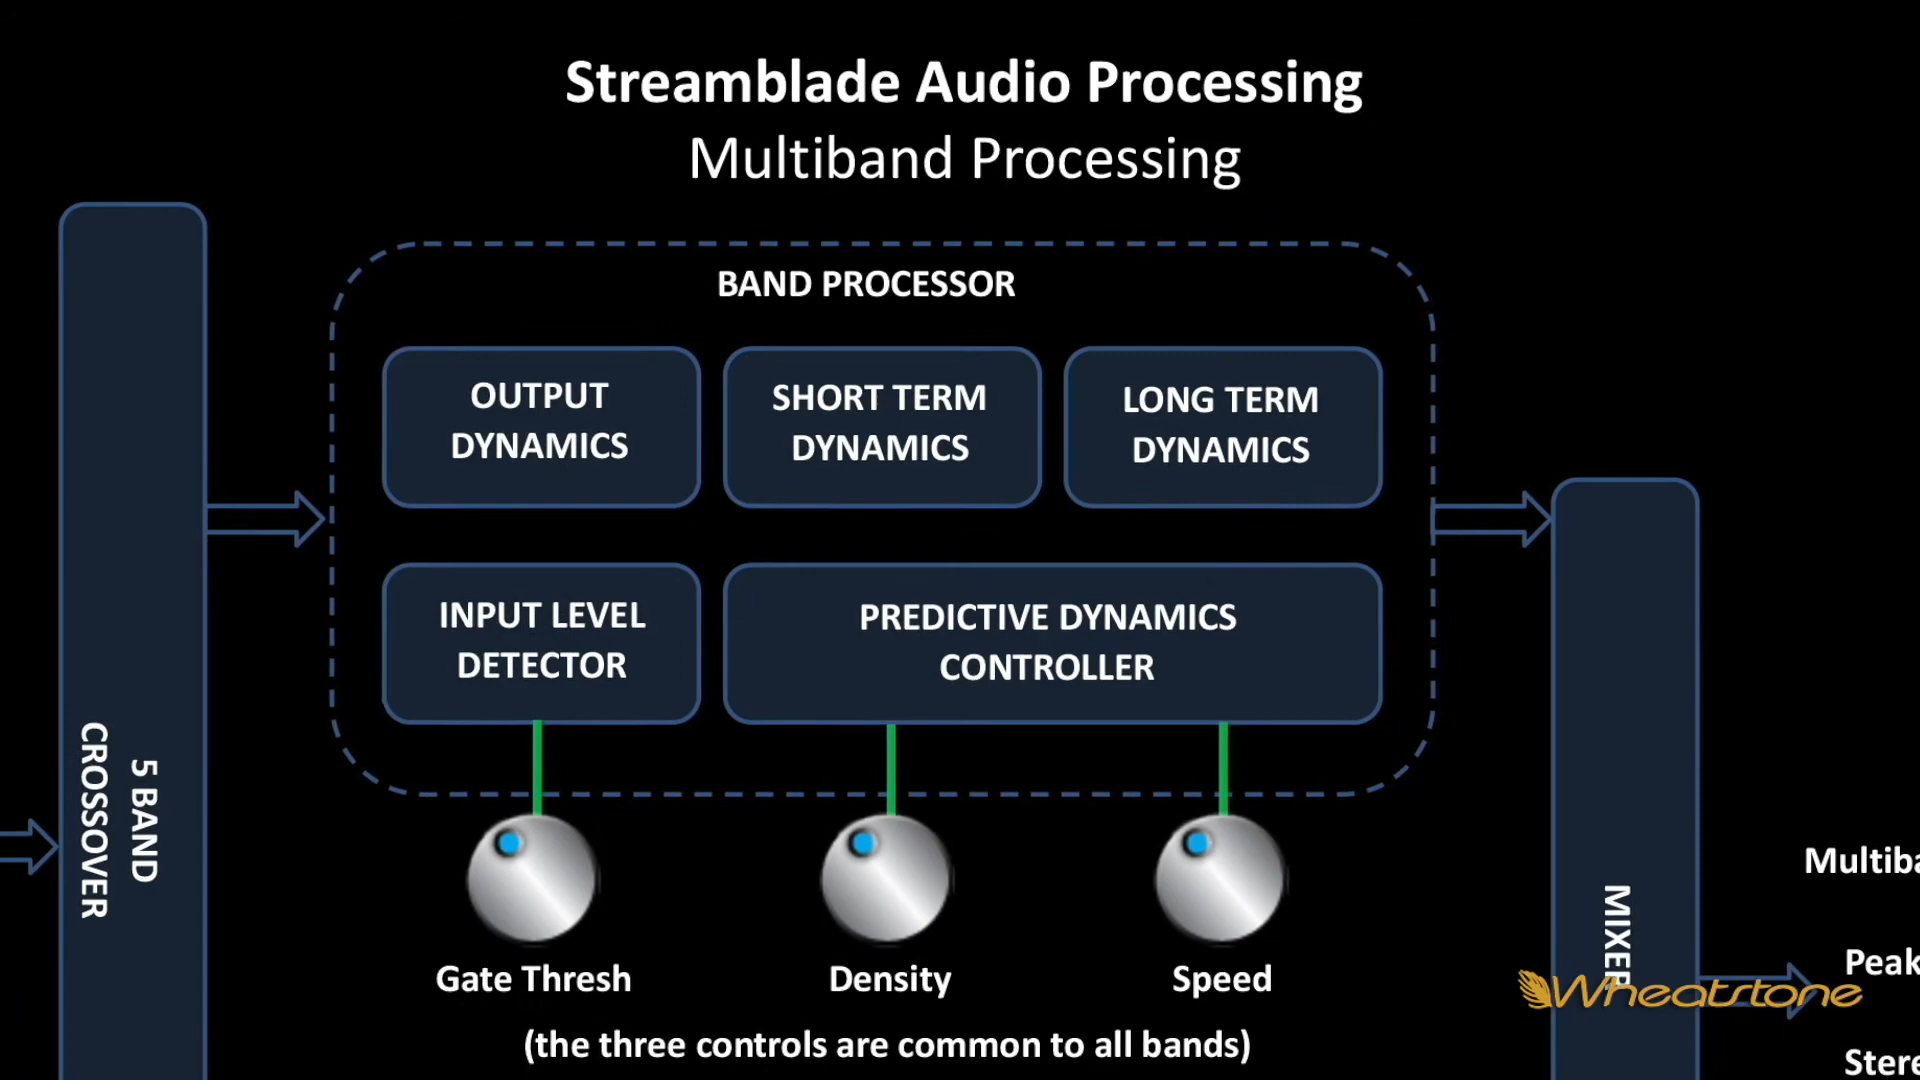 Streamblade Audio Processing
Multiband Processing
BAND PROCESSOR
OUTPUT
DYNAMICS
SHORT TERM
DYNAMICS
LONG TERM
DYNAMICS
INPUT LEVEL
DETECTOR
PREDICTIVE DYNAMICS
CONTROLLER
5 BAND
CROSSOVER
MIXER
Gate Thresh
Density
Speed
(the three controls are common to all bands)
Multiba
Peak
Stere
Wheatstone